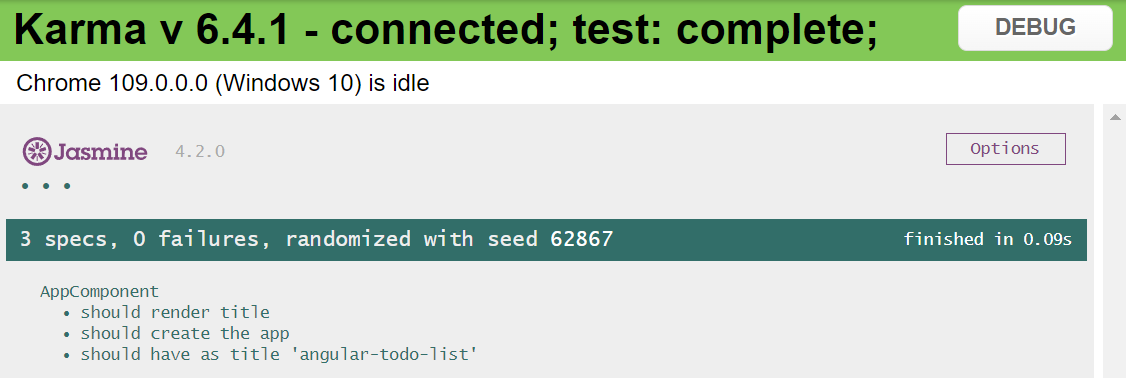 Karma v 6.4.1 - connected; test: complete;
DEBUG
Chrome 109.0.0.0 (Windows 10) is idle
Jasmine 4.2.0
Options
3 specs, 0 failures, randomized with seed 62867
finished in 0.09s
AppComponent
• should render title
• should create the app
• should have as title 'angular-todo-list'